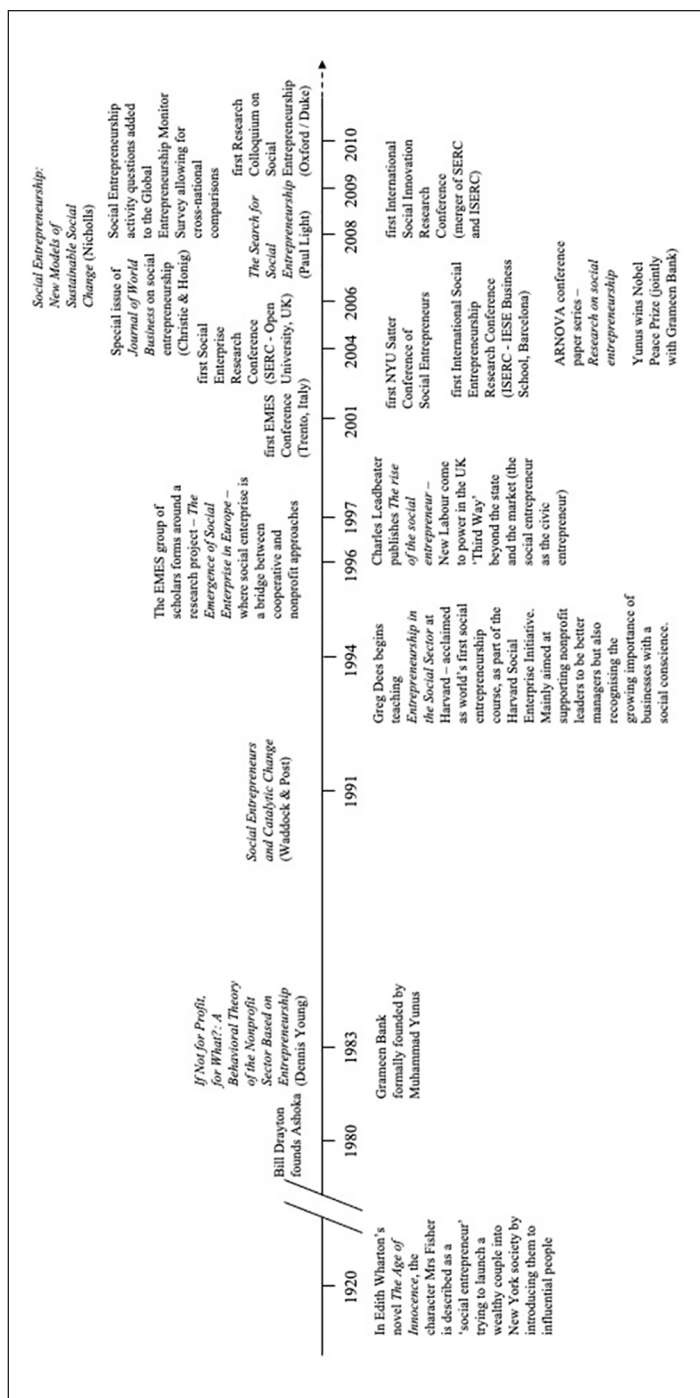 Bill Drayton
founds Ashoka
If Not for Profit,
for What?: A
Behavioral Theory
of the Nonprofit
Sector Based on
Entrepreneurship
(Dennis Young)
Social Entrepreneurs
and Catalytic Change
(Waddock & Post)
The EMES group of
scholars forms around a
research project – The
Emergence of Social
Enterprise in Europe –
where social enterprise is
a bridge between
cooperative and
nonprofit approaches
first EMES
Conference
(Trento, Italy)
first Social
Enterprise
Research
Conference
(SERC - Open
University, UK)
Special issue of
Journal of World
Business on social
entrepreneurship
(Christie & Honig)
Social Entrepreneurship:
New Models of
Sustainable Social
Change (Nicholls)
The Search for
Social
Entrepreneurship
(Paul Light)
Social Entrepreneurship
activity questions added
to the Global
Entrepreneurship Monitor
Survey allowing for
cross-national
comparisons
first Research
Colloquium on
Social
Entrepreneurship
(Oxford / Duke)
1920
1980
1983
1991
1994
1996
1997
2001
2004
2006
2008
2009
2010
In Edith Wharton's
novel The Age of
Innocence, the
character Mrs Fisher
is described as a
'social entrepreneur'
trying to launch a
wealthy couple into
New York society by
introducing them to
influential people
Grameen Bank
formally founded by
Muhammad Yunus
Greg Dees begins
teaching
Entrepreneurship in
the Social Sector at
Harvard – acclaimed
as world's first social
entrepreneurship
course, as part of the
Harvard Social
Enterprise Initiative.
Mainly aimed at
supporting nonprofit
leaders to be better
managers but also
recognising the
growing importance of
businesses with a
social conscience.
Charles Leadbeater
publishes The rise
of the social
entrepreneur –
New Labour come
to power in the UK
'Third Way'
beyond the state
and the market (the
social entrepreneur
as the civic
entrepreneur)
first NYU Satter
Conference of
Social Entrepreneurs
first International Social
Entrepreneurship
Research Conference
(ISERC - IESE Business
School, Barcelona)
ARNOVA conference
paper series –
Research on social
entrepreneurship
Yunus wins Nobel
Peace Prize (jointly
with Grameen Bank)
first International
Social Innovation
Research
Conference
(merger of SERC
and ISERC)